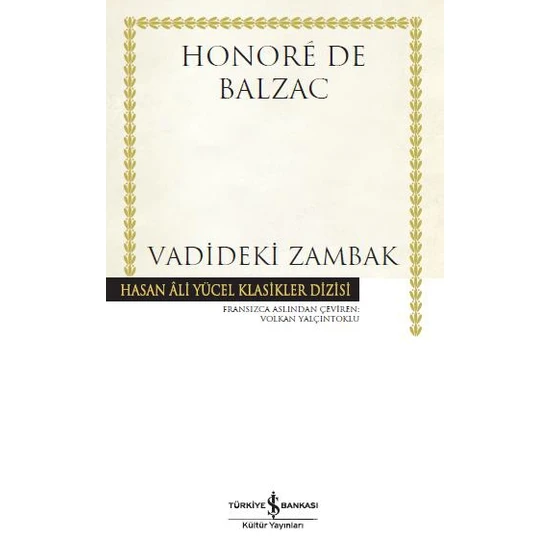 HONORÉ DE
BALZAC
VADİDEKİ ZAMBAK
HASAN ÂLİ YÜCEL KLASİKLER DİZİSİ
FRANSIZCA ASLINDAN ÇEVİREN:
VOLKAN YALÇINTOKLU
TÜRKİYE İŞ BANKASI
Kültür Yayınları